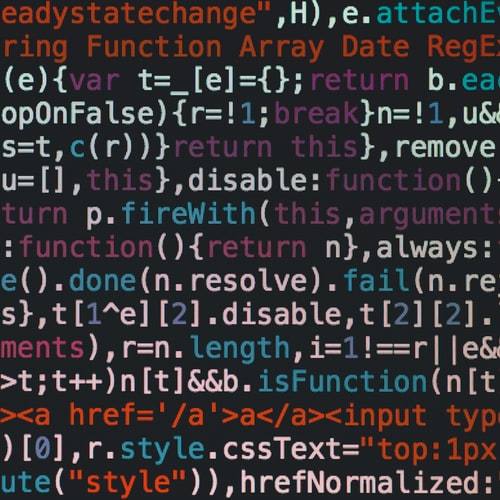 eadystatechange",H),e.attachE
ring Function Array Date RegE
(e){var t=_[e]={};return b.ea
opOnFalse){r=!1;break}n=!1,u&
s=t,c(r))}return this},remove
u=[],this},disable:function()
turn p.fireWith(this,argument
:function(){return n},always:
e().done(n.resolve).fail(n.re
s},t[1^e][2].disable,t[2][2].
ments),r=n.length,i=1!==r||e&
>t;t++)n[t]&&b.isFunction(n[t
><a href='/a'>a</a><input typ
)[0],r.style.cssText="top:1px
ute("style")),hrefNormalized: